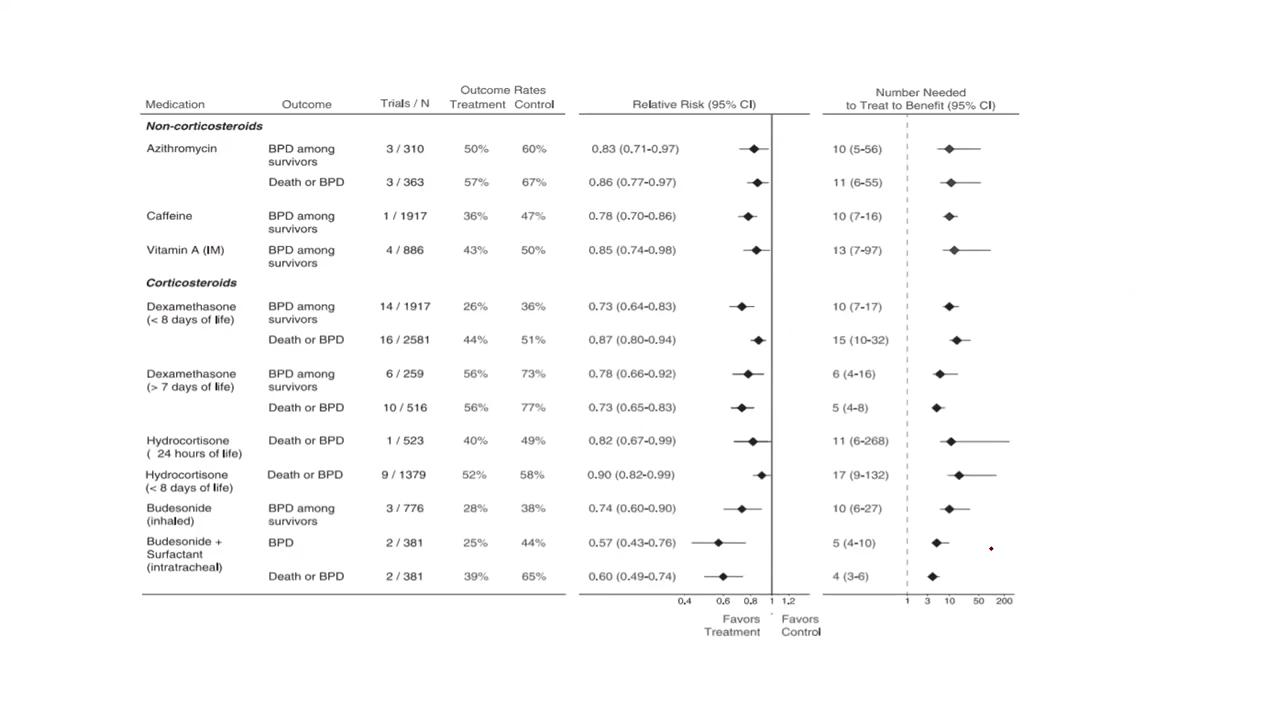 Outcome Rates
Number Needed
Medication Outcome Trials / N Treatment Control Relative Risk (95% CI) to Treat to Benefit (95% CI)
Non-corticosteroids
Azithromycin BPD among survivors 3 / 310 50% 60% 0.83 (0.71-0.97) 10 (5-56)
Death or BPD 3 / 363 57% 67% 0.86 (0.77-0.97) 11 (6-55)
Caffeine BPD among survivors 1 / 1917 36% 47% 0.78 (0.70-0.86) 10 (7-16)
Vitamin A (IM) BPD among survivors 4 / 886 43% 50% 0.85 (0.74-0.98) 13 (7-97)
Corticosteroids
Dexamethasone (< 8 days of life) BPD among survivors 14 / 1917 26% 36% 0.73 (0.64-0.83) 10 (7-17)
Death or BPD 16 / 2581 44% 51% 0.87 (0.80-0.94) 15 (10-32)
Dexamethasone (> 7 days of life) BPD among survivors 6 / 259 56% 73% 0.78 (0.66-0.92) 6 (4-16)
Death or BPD 10 / 516 56% 77% 0.73 (0.65-0.83) 5 (4-8)
Hydrocortisone ( 24 hours of life) Death or BPD 1 / 523 40% 49% 0.82 (0.67-0.99) 11 (6-268)
Hydrocortisone (< 8 days of life) Death or BPD 9 / 1379 52% 58% 0.90 (0.82-0.99) 17 (9-132)
Budesonide (inhaled) BPD among survivors 3 / 776 28% 38% 0.74 (0.60-0.90) 10 (6-27)
Budesonide + Surfactant (intratracheal) BPD 2 / 381 25% 44% 0.57 (0.43-0.76) 5 (4-10)
Death or BPD 2 / 381 39% 65% 0.60 (0.49-0.74) 4 (3-6)
0.4 0.6 0.8 1 1.2 1 3 10 50 200
Favors Treatment Favors Control